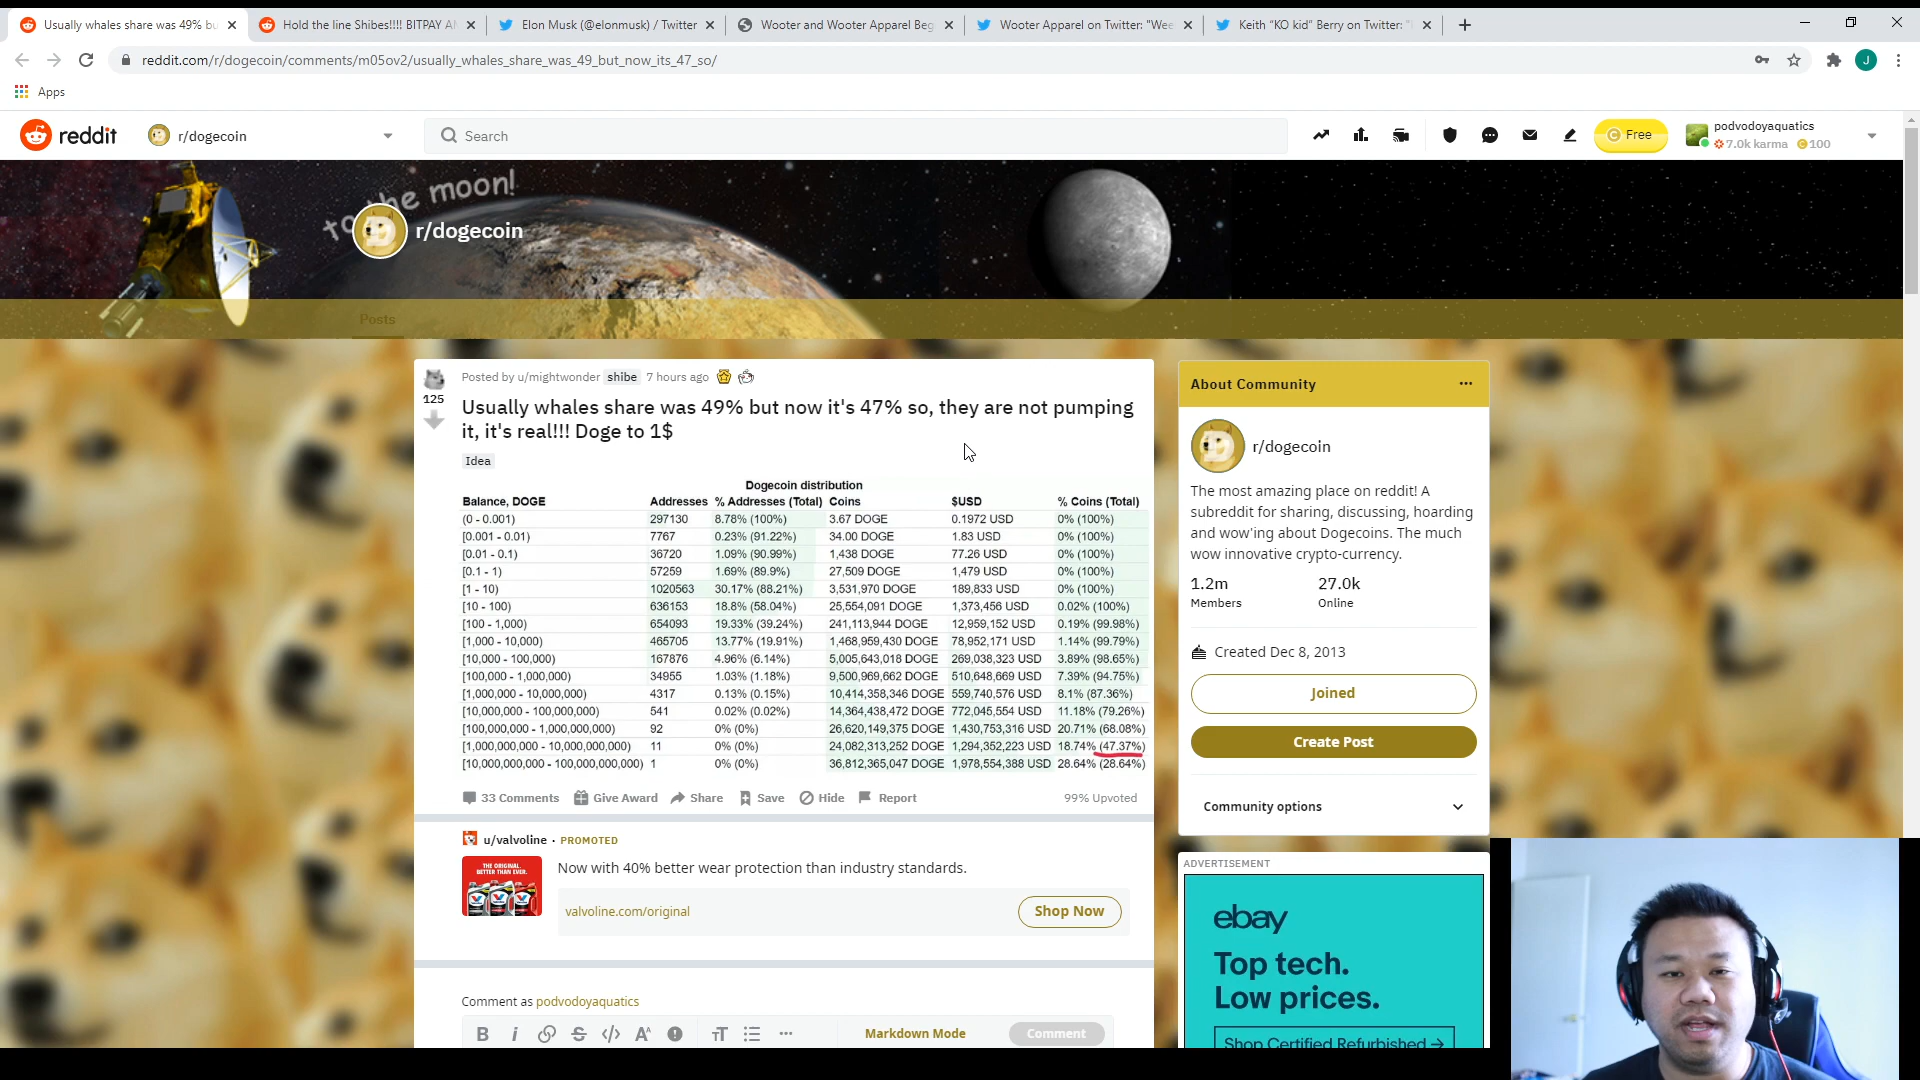 Usually whales share was 49% bu
Hold the line Shibes!!!! BITPAY A
Elon Musk (@elonmusk) / Twitter
Wooter and Wooter Apparel Beg
Wooter Apparel on Twitter: "Wee
Keith "KO kid" Berry on Twitter: "
reddit.com/r/dogecoin/comments/m05ov2/usually_whales_share_was_49_but_now_its_47_so/
J
Apps
reddit
r/dogecoin
Search
Free
podvodoyaquatics
7.0k karma 100
to the moon!
r/dogecoin
Posts
Posted by u/mightwonder shibe 7 hours ago
125
Usually whales share was 49% but now it's 47% so, they are not pumping
it, it's real!!! Doge to 1$
Idea
Dogecoin distribution
Balance, DOGE Addresses % Addresses (Total) Coins $USD % Coins (Total)
(0 - 0.001) 297130 8.78% (100%) 3.67 DOGE 0.1972 USD 0% (100%)
[0.001 - 0.01) 7767 0.23% (91.22%) 34.00 DOGE 1.83 USD 0% (100%)
[0.01 - 0.1) 36720 1.09% (90.99%) 1,438 DOGE 77.26 USD 0% (100%)
[0.1 - 1) 57259 1.69% (89.9%) 27,509 DOGE 1,479 USD 0% (100%)
[1 - 10) 1020563 30.17% (88.21%) 3,531,970 DOGE 189,833 USD 0% (100%)
[10 - 100) 636153 18.8% (58.04%) 25,554,091 DOGE 1,373,456 USD 0.02% (100%)
[100 - 1,000) 654093 19.33% (39.24%) 241,113,944 DOGE 12,959,152 USD 0.19% (99.98%)
[1,000 - 10,000) 465705 13.77% (19.91%) 1,468,959,430 DOGE 78,952,171 USD 1.14% (99.79%)
[10,000 - 100,000) 167876 4.96% (6.14%) 5,005,643,018 DOGE 269,038,323 USD 3.89% (98.65%)
[100,000 - 1,000,000) 34955 1.03% (1.18%) 9,500,969,662 DOGE 510,648,669 USD 7.39% (94.75%)
[1,000,000 - 10,000,000) 4317 0.13% (0.15%) 10,414,358,346 DOGE 559,740,576 USD 8.1% (87.36%)
[10,000,000 - 100,000,000) 541 0.02% (0.02%) 14,364,438,472 DOGE 772,045,554 USD 11.18% (79.26%)
[100,000,000 - 1,000,000,000) 92 0% (0%) 26,620,149,375 DOGE 1,430,753,316 USD 20.71% (68.08%)
[1,000,000,000 - 10,000,000,000) 11 0% (0%) 24,082,313,252 DOGE 1,294,352,223 USD 18.74% (47.37%)
[10,000,000,000 - 100,000,000,000) 1 0% (0%) 36,812,365,047 DOGE 1,978,554,388 USD 28.64% (28.64%)
33 Comments Give Award Share Save Hide Report 99% Upvoted
u/valvoline · PROMOTED
Now with 40% better wear protection than industry standards.
THE ORIGINAL.
BETTER THAN EVER.
valvoline.com/original
Shop Now
Comment as podvodoyaquatics
Markdown Mode
Comment
About Community
r/dogecoin
The most amazing place on reddit! A
subreddit for sharing, discussing, hoarding
and wow'ing about Dogecoins. The much
wow innovative crypto-currency.
1.2m 27.0k
Members Online
Created Dec 8, 2013
Joined
Create Post
Community options
ADVERTISEMENT
ebay
Top tech.
Low prices.
Shop Certified Refurbished →